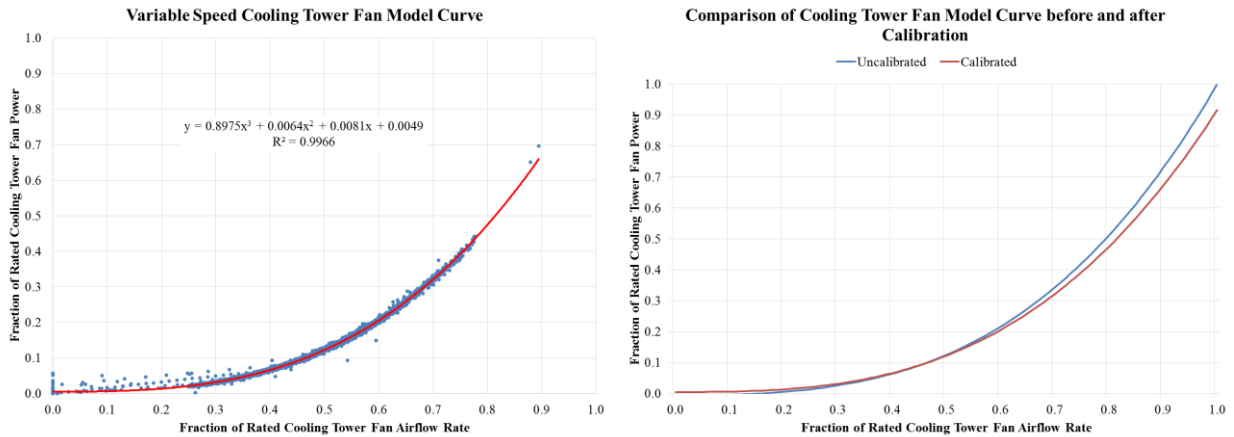 Variable Speed Cooling Tower Fan Model Curve
Fraction of Rated Cooling Tower Fan Power
1.0
0.9
0.8
0.7
0.6
0.5
0.4
0.3
0.2
0.1
0.0
y = 0.8975x³ + 0.0064x² + 0.0081x + 0.0049
R² = 0.9966
0.0 0.1 0.2 0.3 0.4 0.5 0.6 0.7 0.8 0.9 1.0
Fraction of Rated Cooling Tower Fan Airflow Rate
Comparison of Cooling Tower Fan Model Curve before and after
Calibration
Uncalibrated Calibrated
Fraction of Rated Cooling Tower Fan Power
1.0
0.9
0.8
0.7
0.6
0.5
0.4
0.3
0.2
0.1
0.0
0.0 0.1 0.2 0.3 0.4 0.5 0.6 0.7 0.8 0.9 1.0
Fraction of Rated Cooling Tower Fan Airflow Rate